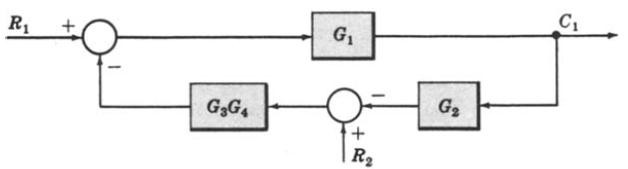 R₁ + G₁ C₁
−
G₃G₄ − G₂
+
R₂